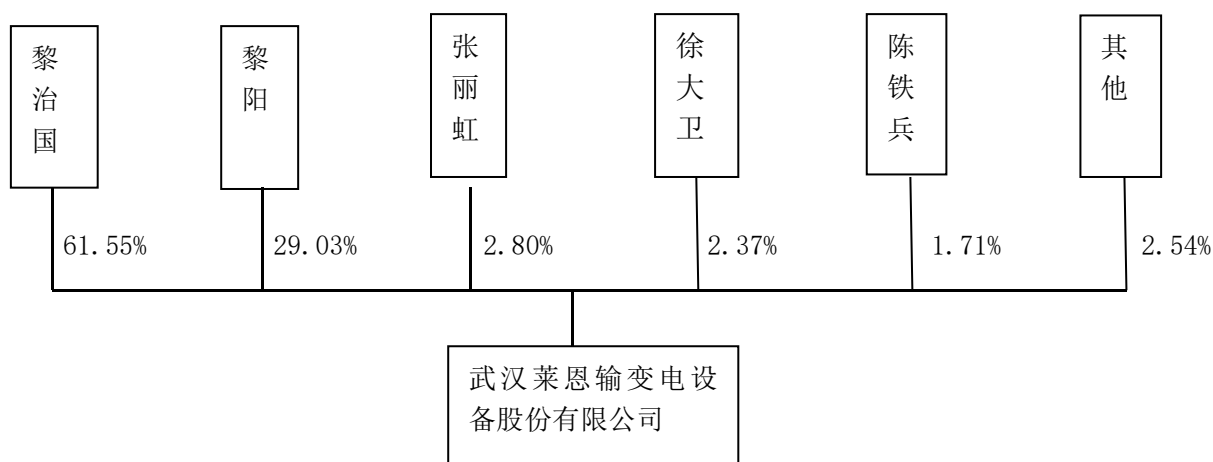 黎治国
黎阳
张丽虹
徐大卫
陈铁兵
其他
61.55%
29.03%
2.80%
2.37%
1.71%
2.54%
武汉莱恩输变电设
备股份有限公司